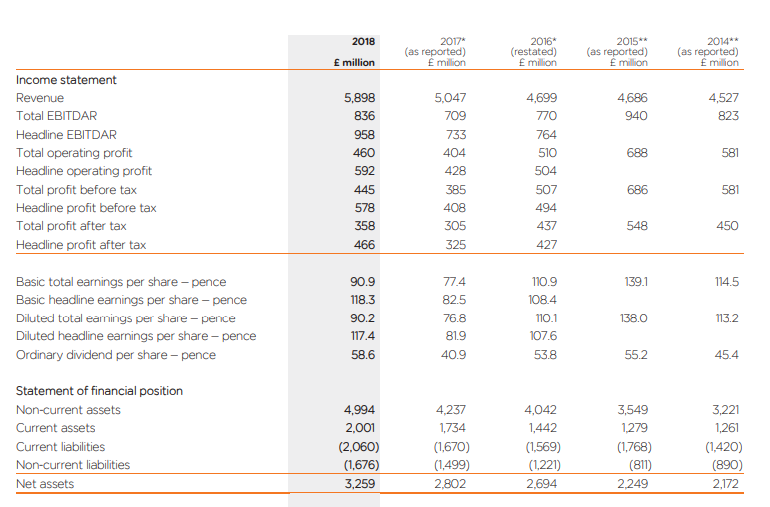 2018 2017* 2016* 2015** 2014**
(as reported) (restated) (as reported) (as reported)
£ million £ million £ million £ million £ million
Income statement
Revenue 5,898 5,047 4,699 4,686 4,527
Total EBITDAR 836 709 770 940 823
Headline EBITDAR 958 733 764
Total operating profit 460 404 510 688 581
Headline operating profit 592 428 504
Total profit before tax 445 385 507 686 581
Headline profit before tax 578 408 494
Total profit after tax 358 305 437 548 450
Headline profit after tax 466 325 427
Basic total earnings per share – pence 90.9 77.4 110.9 139.1 114.5
Basic headline earnings per share – pence 118.3 82.5 108.4
Diluted total earnings per share – pence 90.2 76.8 110.1 138.0 113.2
Diluted headline earnings per share – pence 117.4 81.9 107.6
Ordinary dividend per share – pence 58.6 40.9 53.8 55.2 45.4
Statement of financial position
Non-current assets 4,994 4,237 4,042 3,549 3,221
Current assets 2,001 1,734 1,442 1,279 1,261
Current liabilities (2,060) (1,670) (1,569) (1,768) (1,420)
Non-current liabilities (1,676) (1,499) (1,221) (811) (890)
Net assets 3,259 2,802 2,694 2,249 2,172